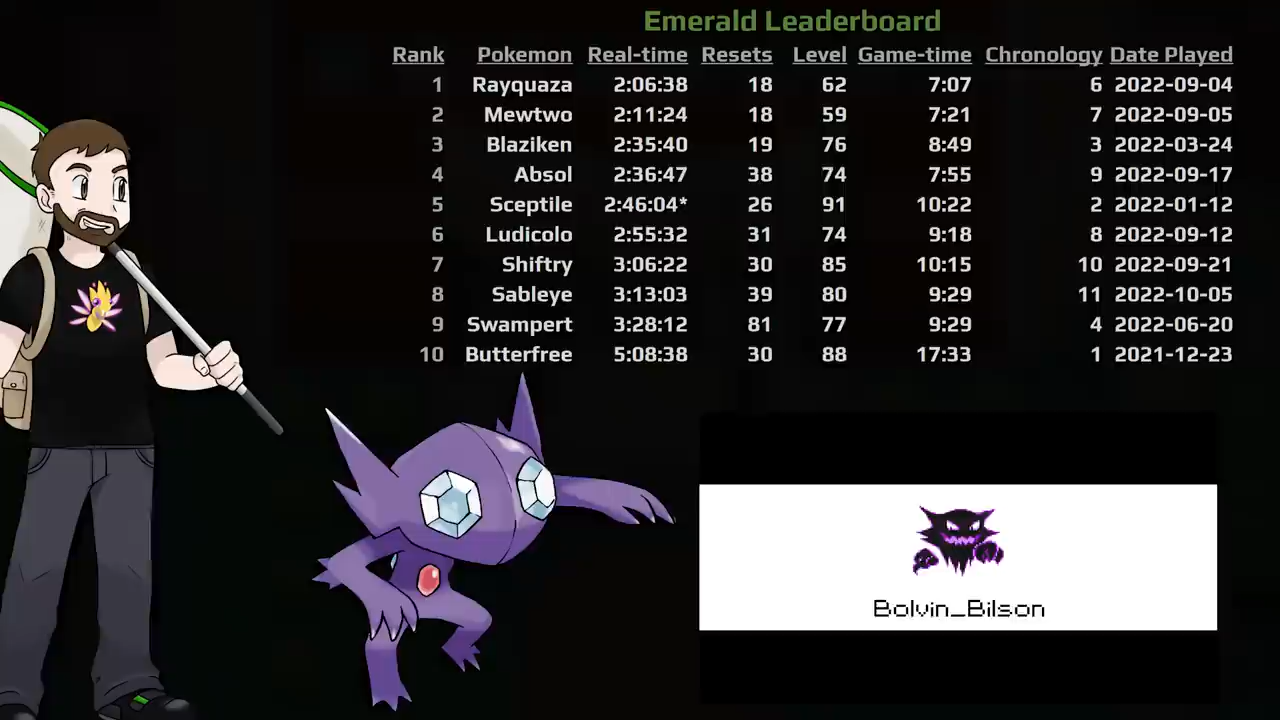 Emerald Leaderboard
Rank Pokemon Real-time Resets Level Game-time Chronology Date Played
1 Rayquaza 2:06:38 18 62 7:07 6 2022-09-04
2 Mewtwo 2:11:24 18 59 7:21 7 2022-09-05
3 Blaziken 2:35:40 19 76 8:49 3 2022-03-24
4 Absol 2:36:47 38 74 7:55 9 2022-09-17
5 Sceptile 2:46:04* 26 91 10:22 2 2022-01-12
6 Ludicolo 2:55:32 31 74 9:18 8 2022-09-12
7 Shiftry 3:06:22 30 85 10:15 10 2022-09-21
8 Sableye 3:13:03 39 80 9:29 11 2022-10-05
9 Swampert 3:28:12 81 77 9:29 4 2022-06-20
10 Butterfree 5:08:38 30 88 17:33 1 2021-12-23
Bolvin_Bilson